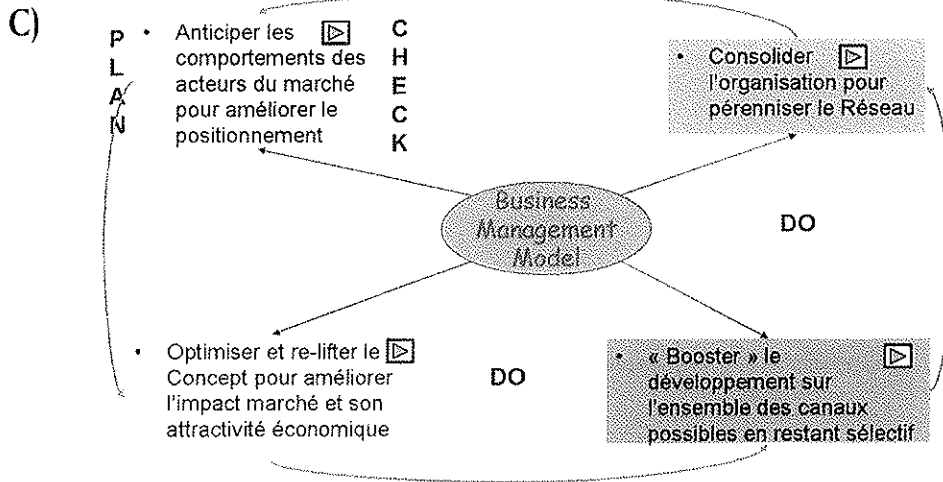 C)
PLAN
• Anticiper les
comportements des
acteurs du marché
pour améliorer le
positionnement
CHECK
• Consolider
l'organisation pour
pérenniser le Réseau
Business
Management
Model
DO
• Optimiser et re-lifter le
Concept pour améliorer
l'impact marché et son
attractivité économique
DO
• « Booster » le
développement sur
l'ensemble des canaux
possibles en restant sélectif